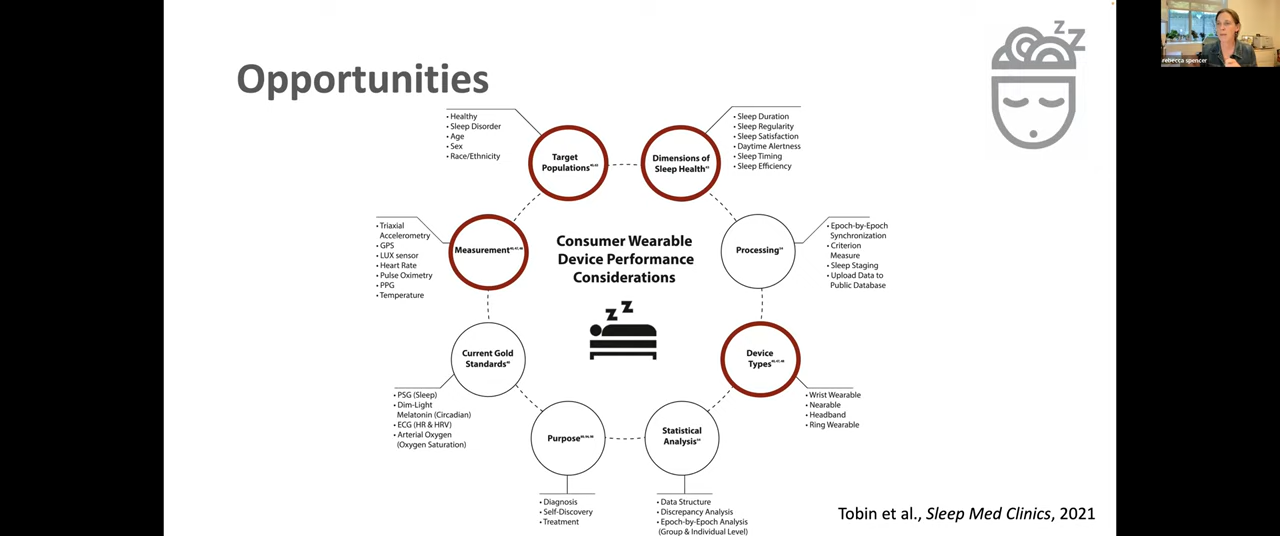 Opportunities
zZ
rebecca spencer
• Healthy
• Sleep Disorder
• Age
• Sex
• Race/Ethnicity
Target
Populations
• Sleep Duration
• Sleep Regularity
• Sleep Satisfaction
• Daytime Alertness
• Sleep Timing
• Sleep Efficiency
Dimensions of
Sleep Health
• Triaxial
Accelerometry
• GPS
• LUX sensor
• Heart Rate
• Pulse Oximetry
• PPG
• Temperature
Measurement
Consumer Wearable
Device Performance
Considerations
z Z
Processing
• Epoch-by-Epoch
Synchronization
• Criterion
Measure
• Sleep Staging
• Upload Data to
Public Database
Current Gold
Standards
• PSG (Sleep)
• Dim-Light
Melatonin (Circadian)
• ECG (HR & HRV)
• Arterial Oxygen
(Oxygen Saturation)
Device
Types
• Wrist Wearable
• Nearable
• Headband
• Ring Wearable
Purpose
• Diagnosis
• Self-Discovery
• Treatment
Statistical
Analysis
• Data Structure
• Discrepancy Analysis
• Epoch-by-Epoch Analysis
(Group & Individual Level)
Tobin et al., Sleep Med Clinics, 2021